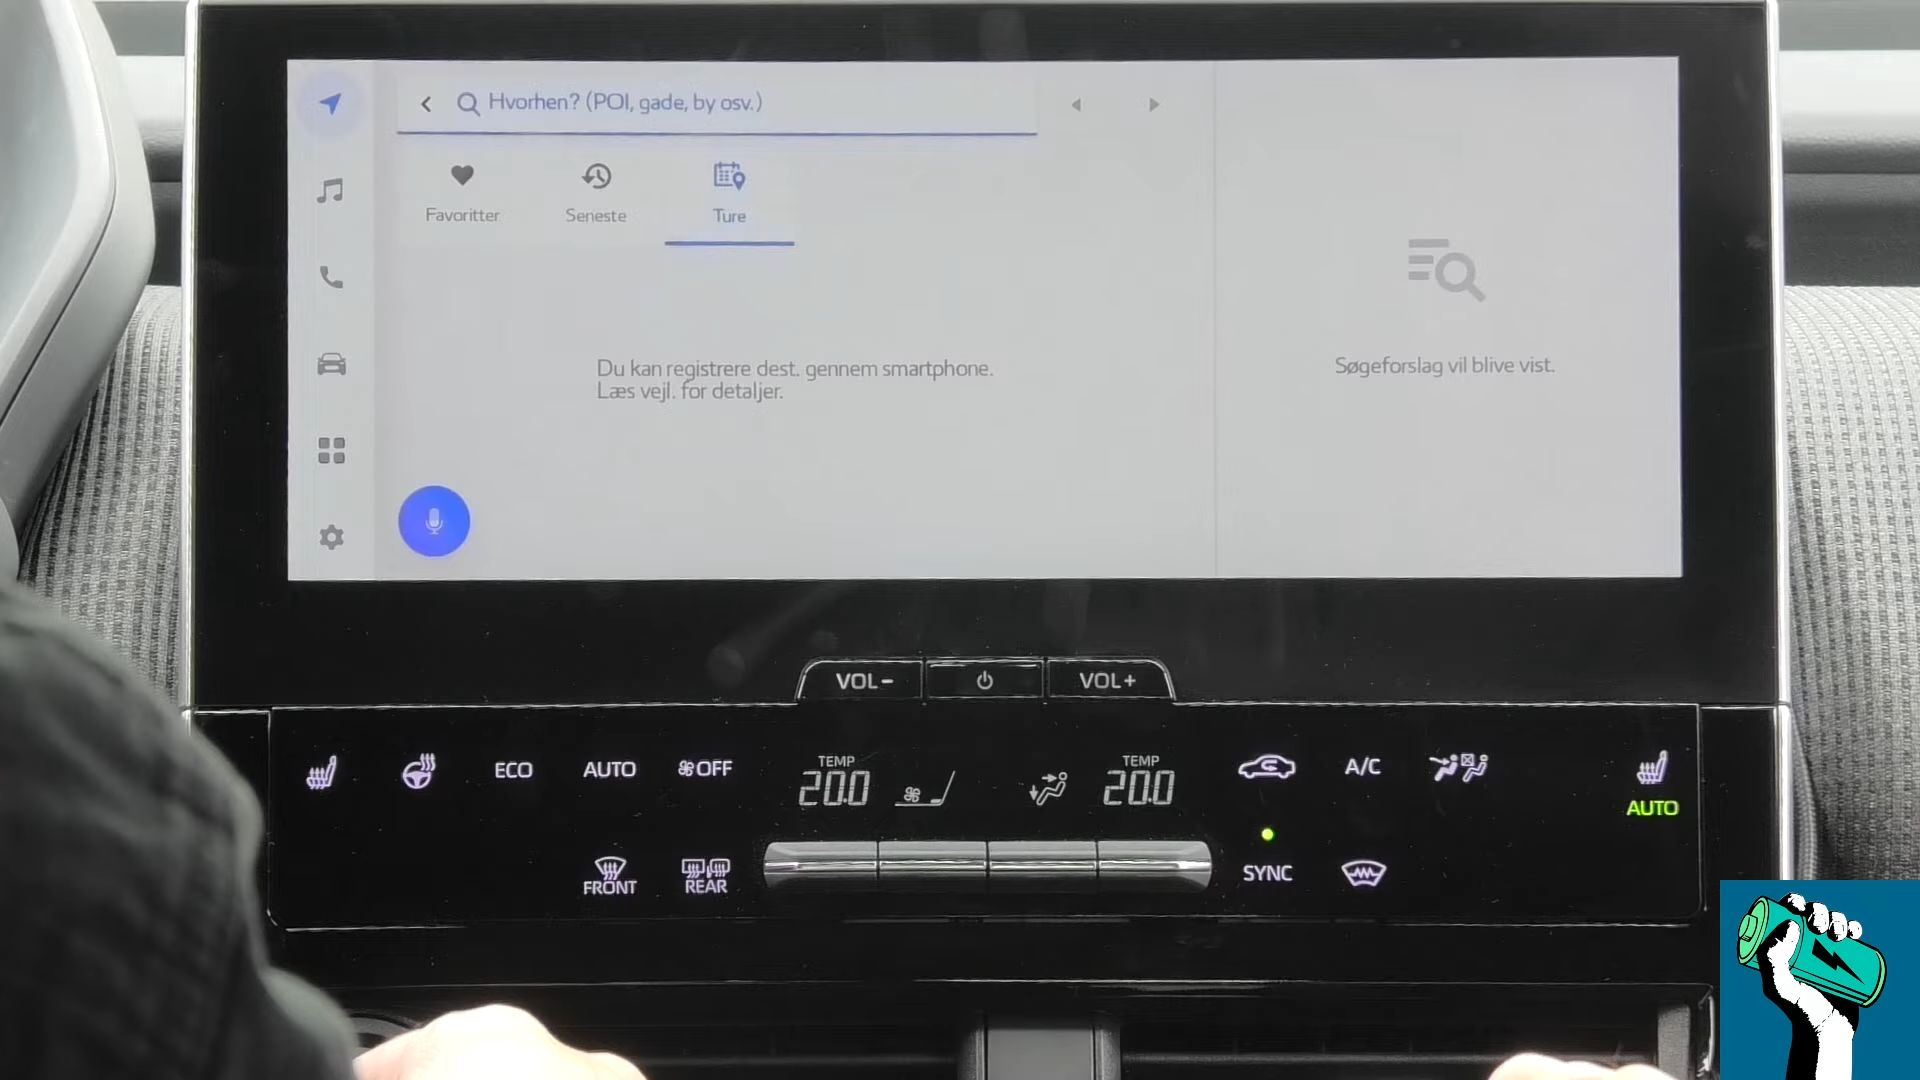 Hvorhen? (POI, gade, by osv.)
Favoritter
Seneste
Ture
Du kan registrere dest. gennem smartphone.
Læs vejl. for detaljer.
Søgeforslag vil blive vist.
VOL-
VOL+
ECO
AUTO
OFF
TEMP
20.0
TEMP
20.0
A/C
AUTO
FRONT
REAR
SYNC